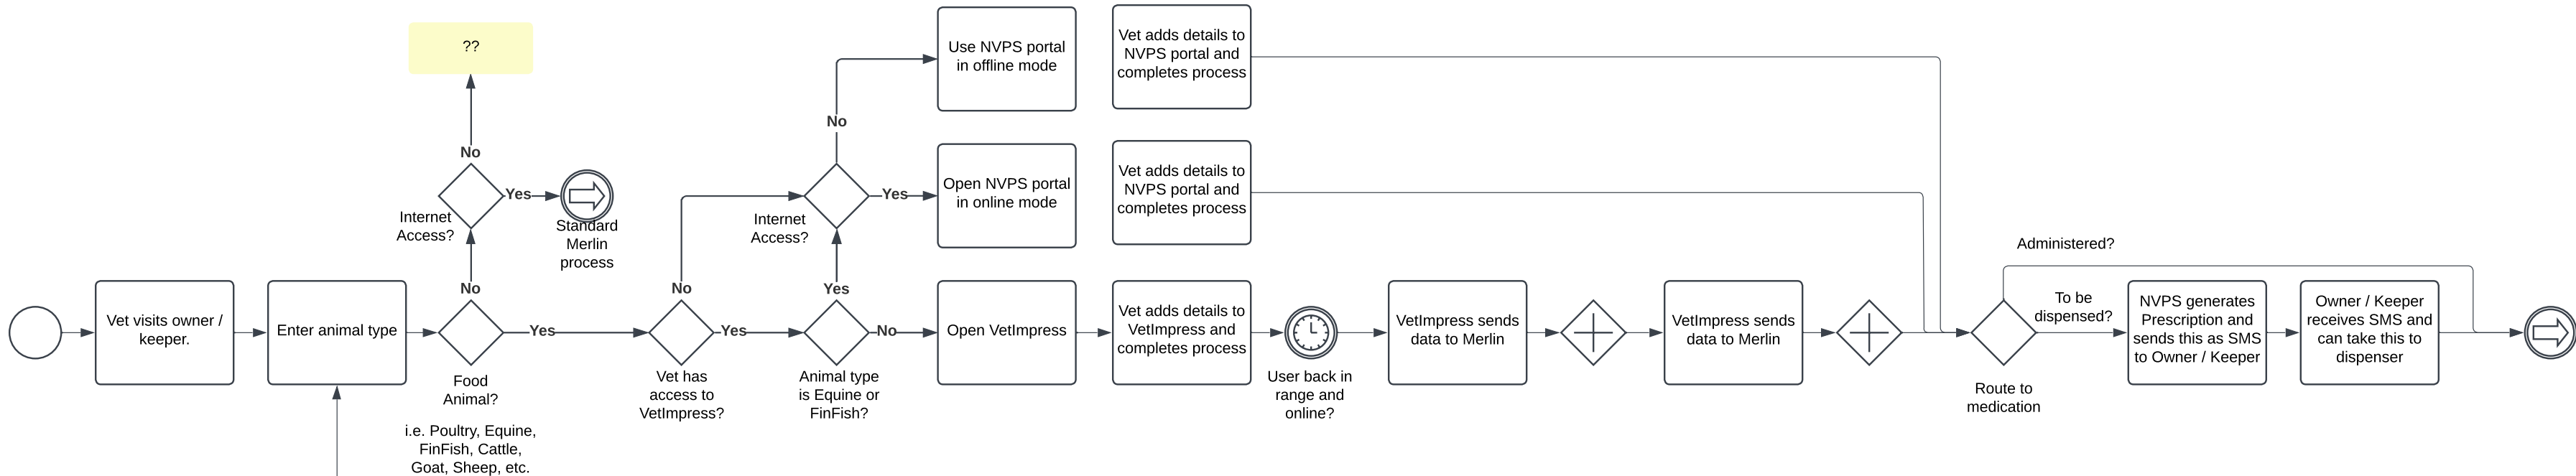 ??
No
Yes
Internet
Access?
Standard
Merlin
process
No
Vet visits owner /
keeper.
Enter animal type
Food
Animal?
i.e. Poultry, Equine,
FinFish, Cattle,
Goat, Sheep, etc.
Yes
No
Vet has
access to
VetImpress?
Yes
No
Internet
Access?
Yes
Yes
Animal type
is Equine or
FinFish?
No
Use NVPS portal
in offline mode
Vet adds details to
NVPS portal and
completes process
Open NVPS portal
in online mode
Vet adds details to
NVPS portal and
completes process
Open VetImpress
Vet adds details to
VetImpress and
completes process
User back in
range and
online?
VetImpress sends
data to Merlin
VetImpress sends
data to Merlin
Administered?
To be
dispensed?
Route to
medication
NVPS generates
Prescription and
sends this as SMS
to Owner / Keeper
Owner / Keeper
receives SMS and
can take this to
dispenser